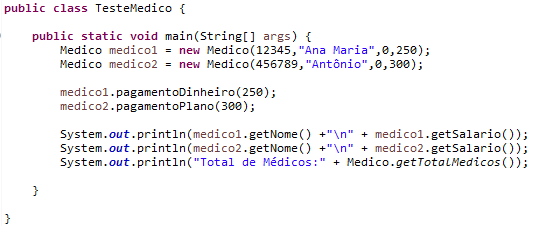 public class TesteMedico {
public static void main(String[] args) {
Medico medico1 = new Medico(12345,"Ana Maria",0,250);
Medico medico2 = new Medico(456789,"Antônio",0,300);
medico1.pagamentoDinheiro(250);
medico2.pagamentoPlano(300);
System.out.println(medico1.getNome() +"\n" + medico1.getSalario());
System.out.println(medico2.getNome() +"\n" + medico2.getSalario());
System.out.println("Total de Médicos:" + Medico.getTotalMedicos());
}
}